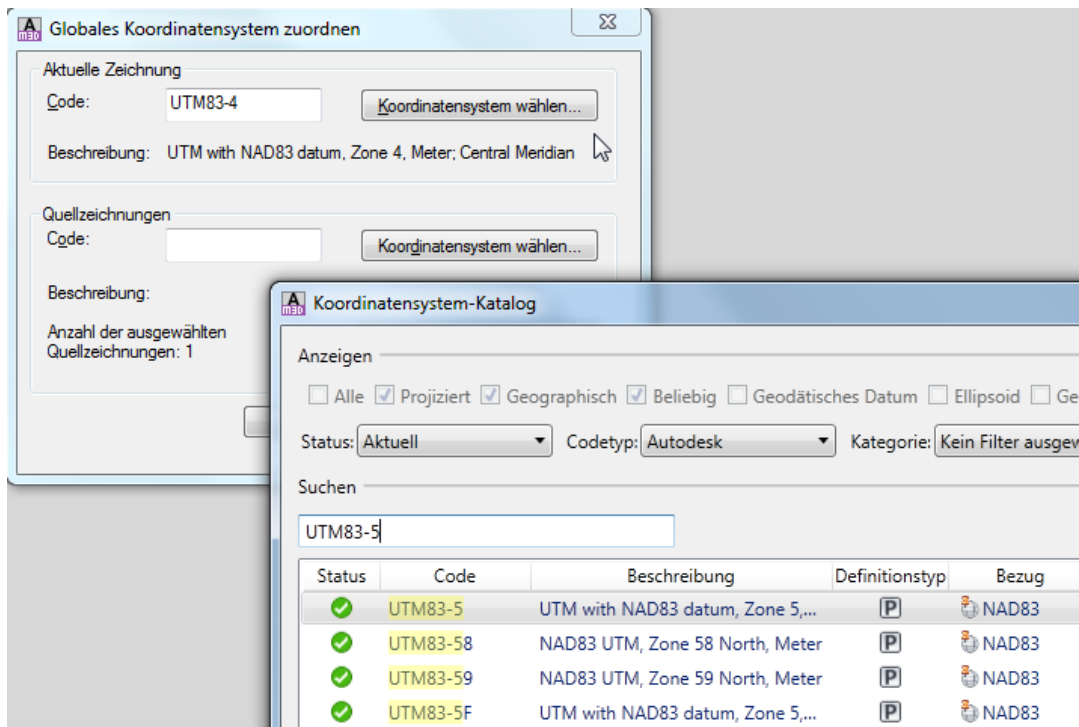 Globales Koordinatensystem zuordnen
Aktuelle Zeichnung
Code: UTM83-4 Koordinatensystem wählen...
Beschreibung: UTM with NAD83 datum, Zone 4, Meter; Central Meridian
Quellzeichnungen
Code: Koordinatensystem wählen...
Beschreibung:
Anzahl der ausgewählten
Quellzeichnungen: 1
Koordinatensystem-Katalog
Anzeigen
Alle Projiziert Geographisch Beliebig Geodätisches Datum Ellipsoid Ge
Status: Aktuell Codetyp: Autodesk Kategorie: Kein Filter ausgew
Suchen
UTM83-5
Status Code Beschreibung Definitionstyp Bezug
UTM83-5 UTM with NAD83 datum, Zone 5,... P NAD83
UTM83-58 NAD83 UTM, Zone 58 North, Meter P NAD83
UTM83-59 NAD83 UTM, Zone 59 North, Meter P NAD83
UTM83-5F UTM with NAD83 datum, Zone 5,... P NAD83